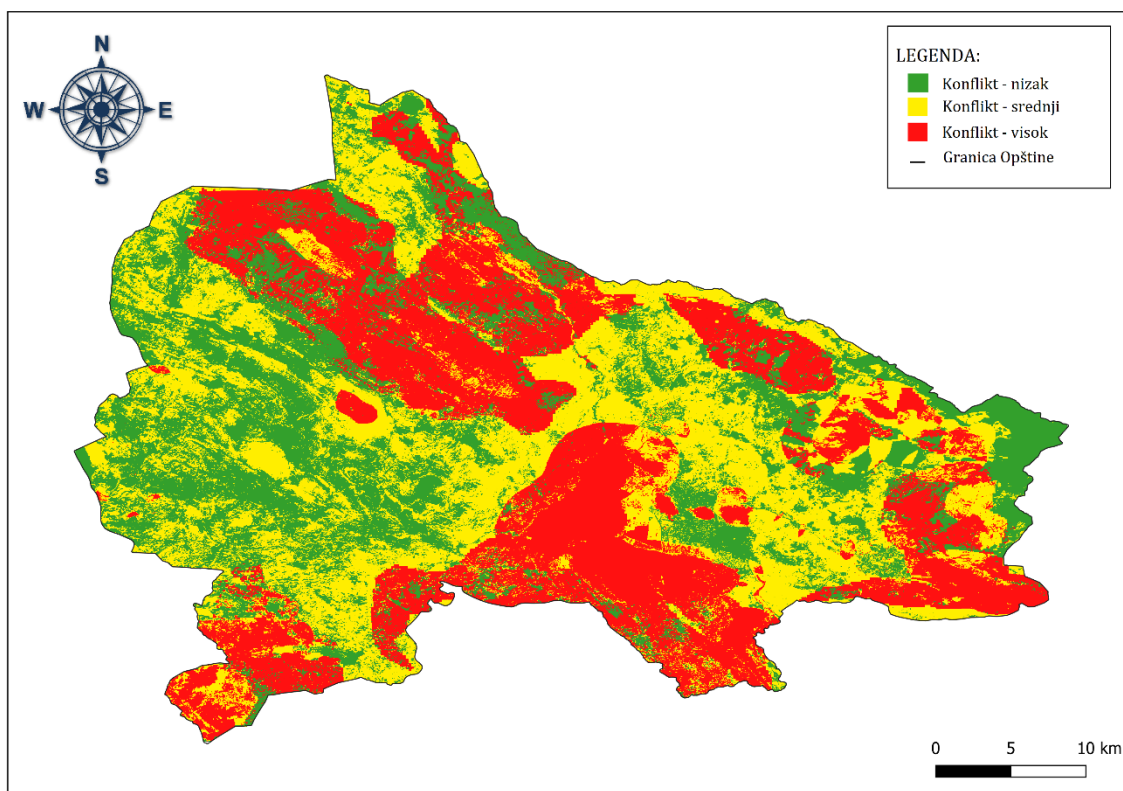 N
W
E
S
LEGENDA:
Konflikt - nizak
Konflikt - srednji
Konflikt - visok
Granica Opštine
0 5 10 km